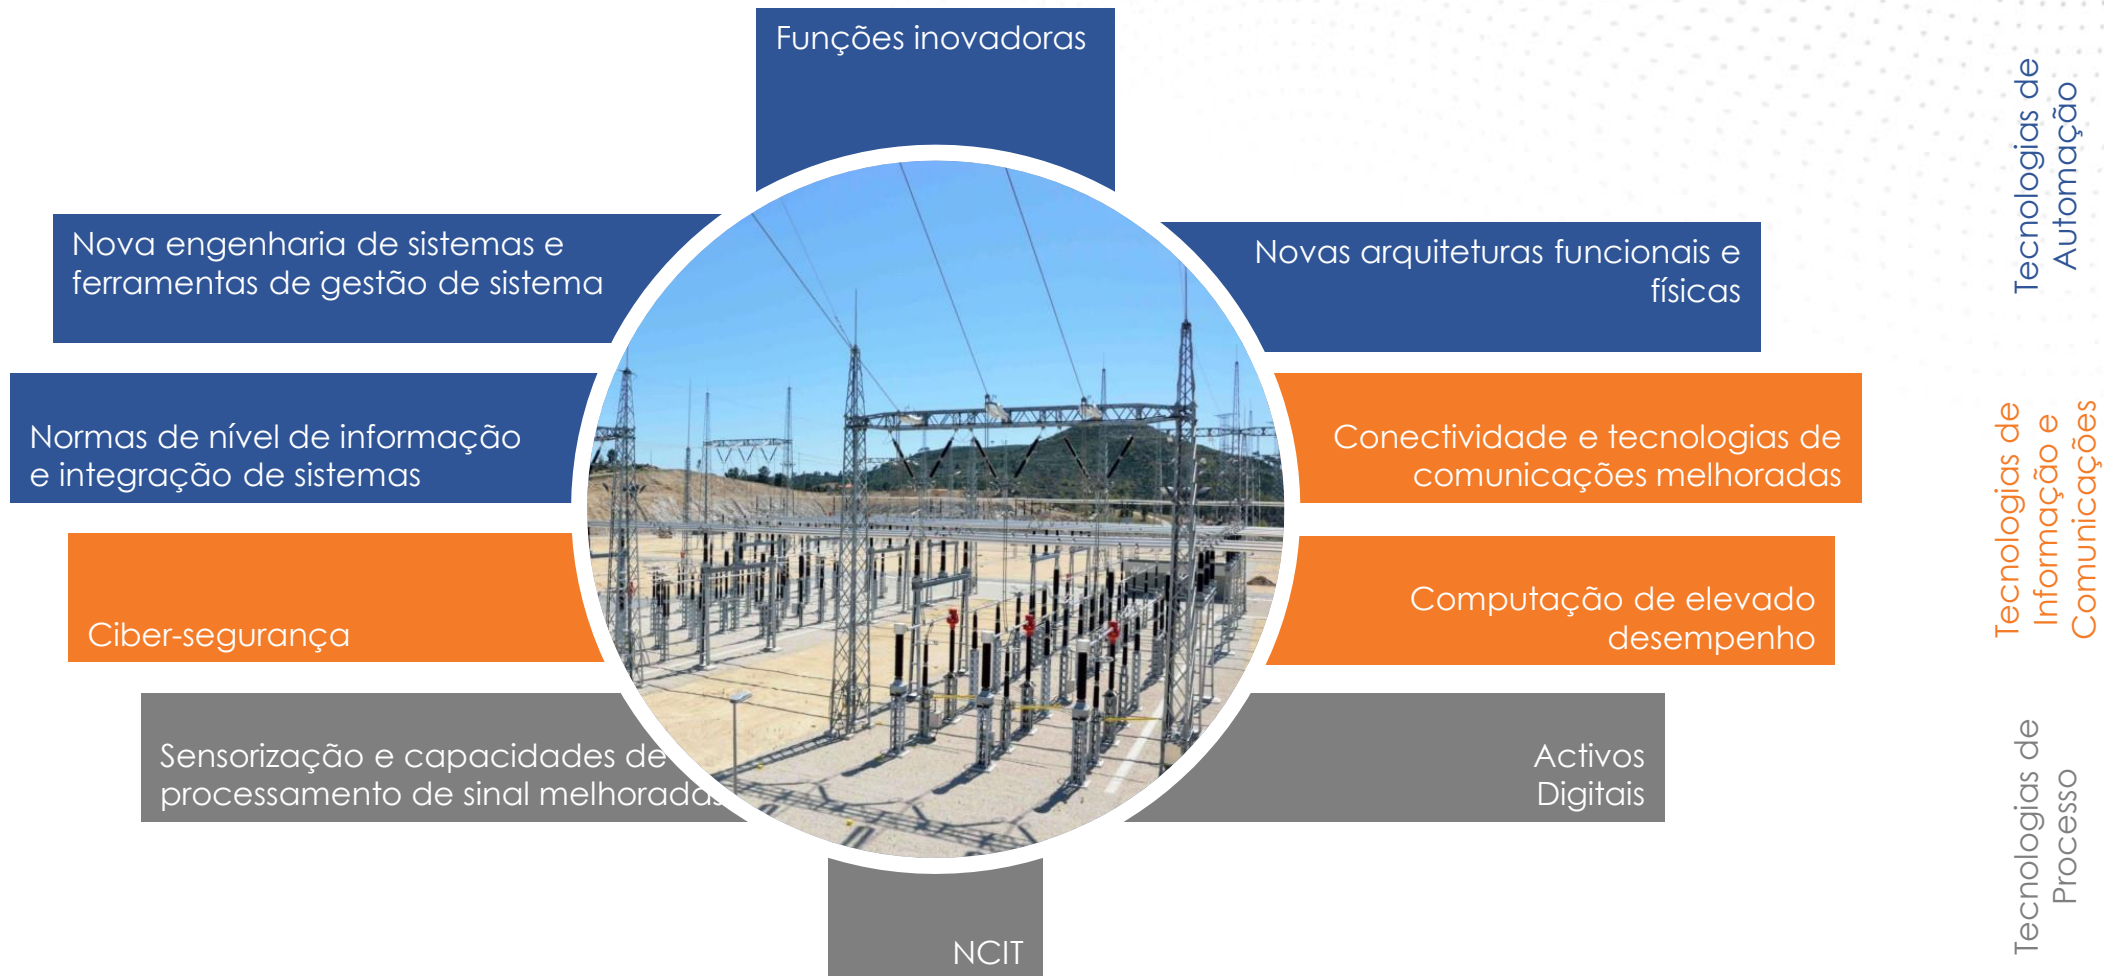 Funções inovadoras
Nova engenharia de sistemas e
ferramentas de gestão de sistema
Novas arquiteturas funcionais e
físicas
Normas de nível de informação
e integração de sistemas
Conectividade e tecnologias de
comunicações melhoradas
Ciber-segurança
Computação de elevado
desempenho
Sensorização e capacidades de
processamento de sinal melhoradas
Activos
Digitais
NCIT
Tecnologias de
Automação
Tecnologias de
Informação e
Comunicações
Tecnologias de
Processo